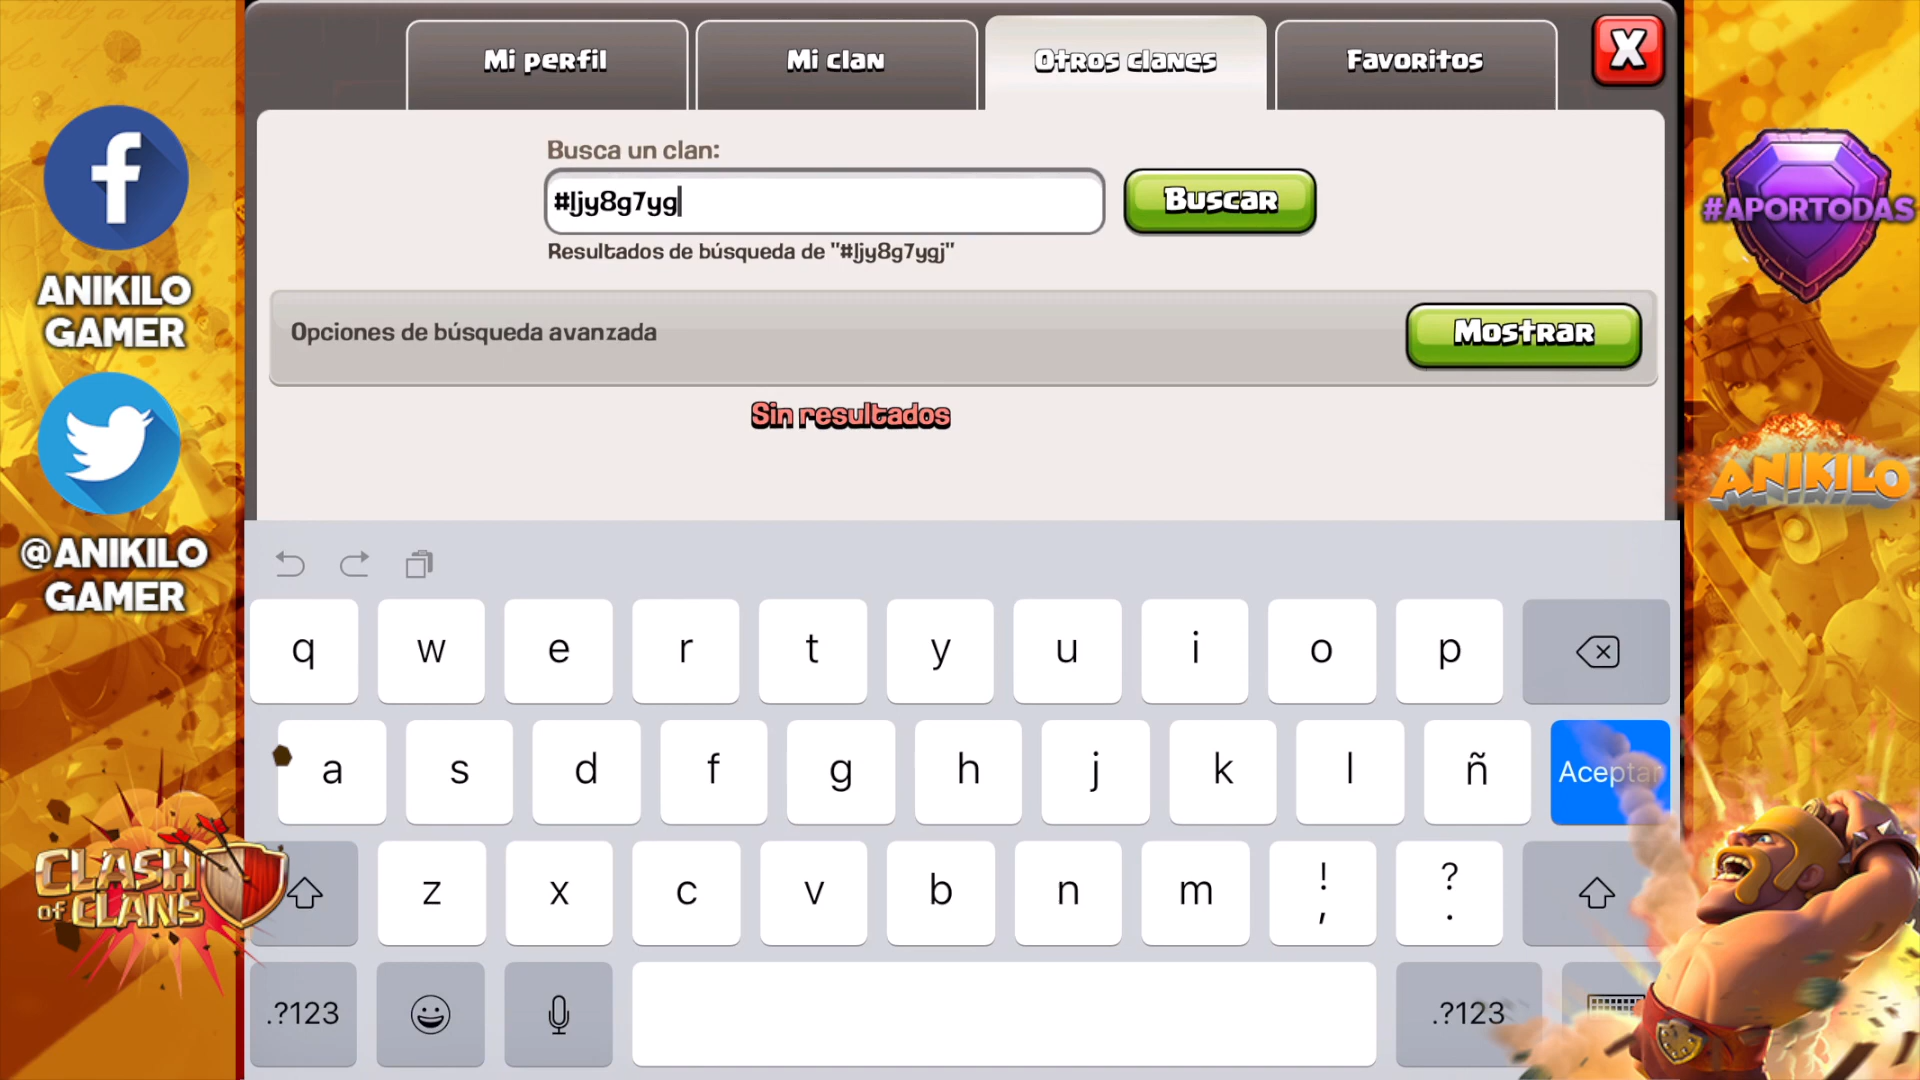 Mi perfil
Mi clan
Otros clanes
Favoritos
X
Busca un clan:
#ljy8g7yg
Buscar
Resultados de búsqueda de "#ljy8g7ygj"
Opciones de búsqueda avanzada
Mostrar
Sin resultados
ANIKILO
GAMER
@ANIKILO
GAMER
#APORTODAS
ANIKILO
CLASH
OF CLANS
q w e r t y u i o p
a s d f g h j k l ñ Aceptar
z x c v b n m ! , ? .
.?123 .?123